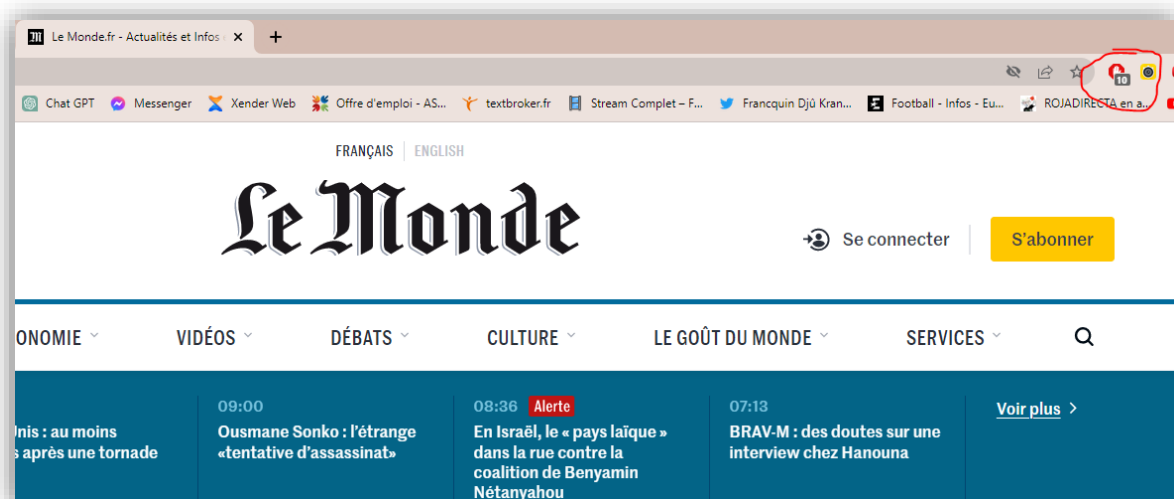 Le Monde.fr - Actualités et Infos
10
Chat GPT
Messenger
Xender Web
Offre d'emploi - AS...
textbroker.fr
Stream Complet – F...
Francquin Djû Kran...
Football - Infos - Eu...
ROJADIRECTA en a...
FRANÇAIS ENGLISH
Le Monde
Se connecter
S'abonner
ONOMIE
VIDÉOS
DÉBATS
CULTURE
LE GOÛT DU MONDE
SERVICES
nis : au moins
s après une tornade
09:00
Ousmane Sonko : l'étrange
«tentative d'assassinat»
08:36 Alerte
En Israël, le « pays laïque »
dans la rue contre la
coalition de Benyamin
Nétanyahou
07:13
BRAV-M : des doutes sur une
interview chez Hanouna
Voir plus